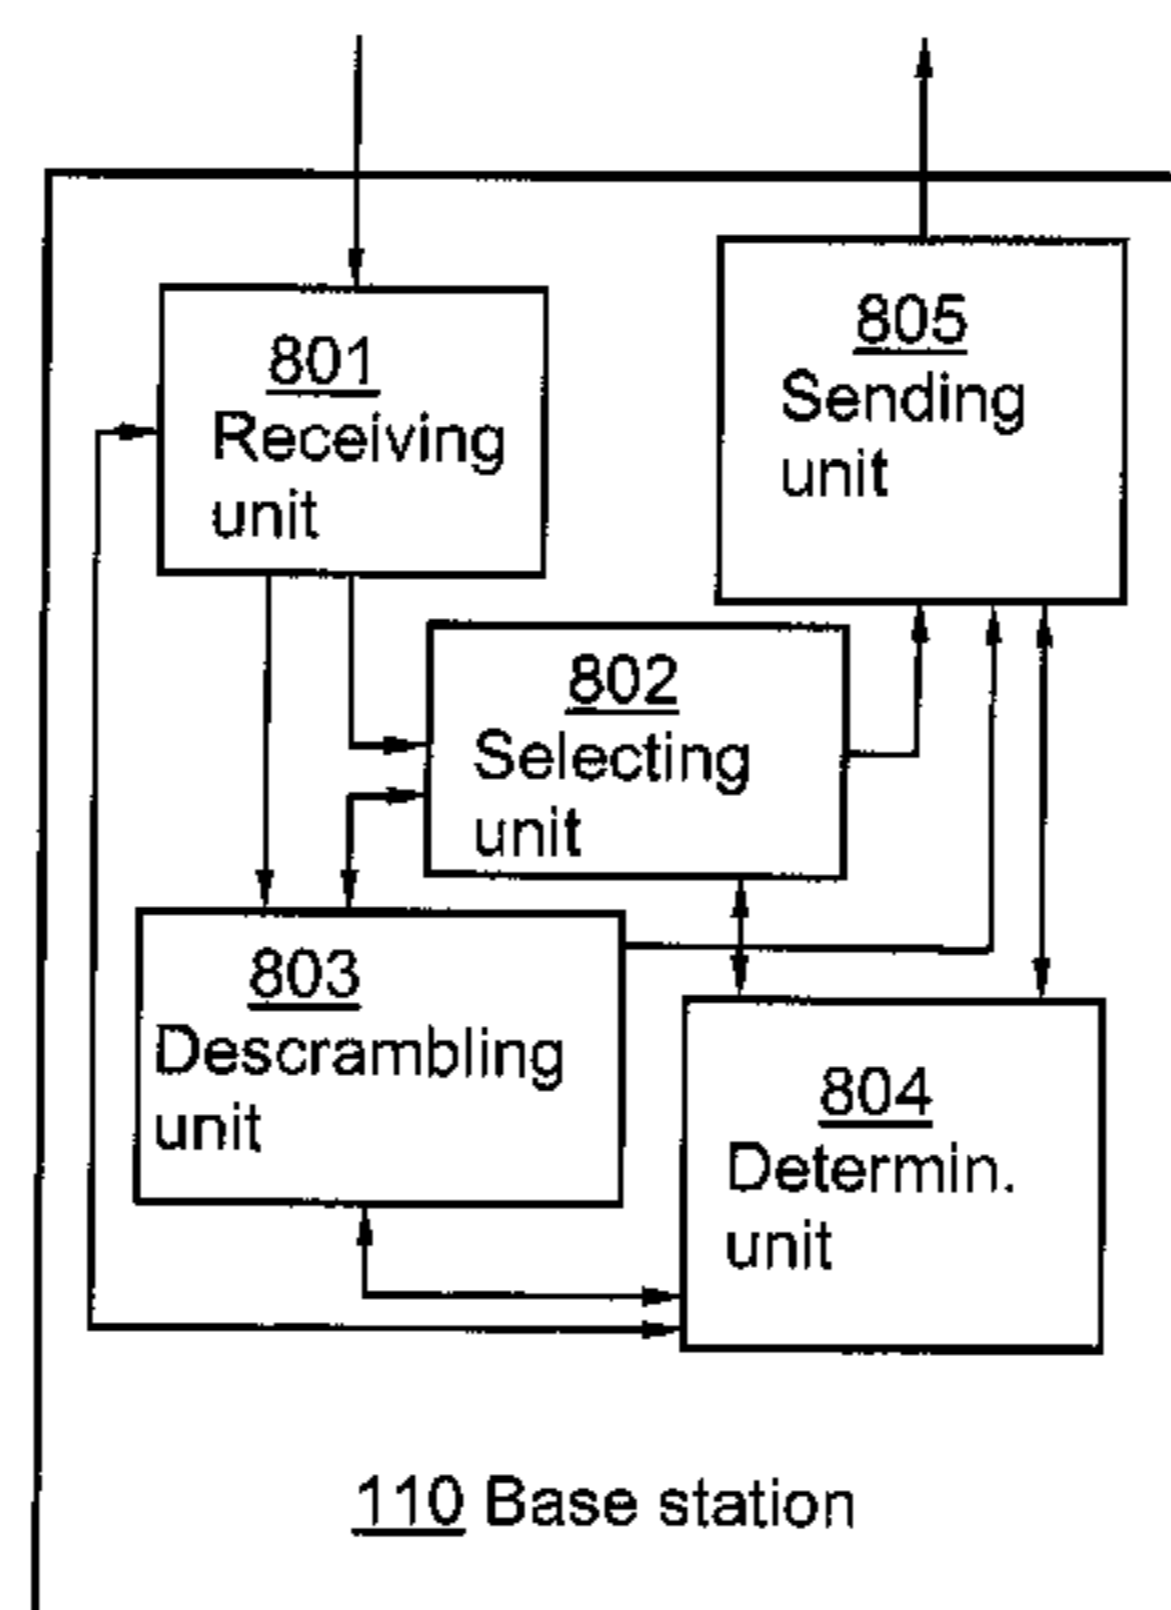 801
Receiving
unit
805
Sending
unit
802
Selecting
unit
803
Descrambling
unit
804
Determin.
unit
110 Base station